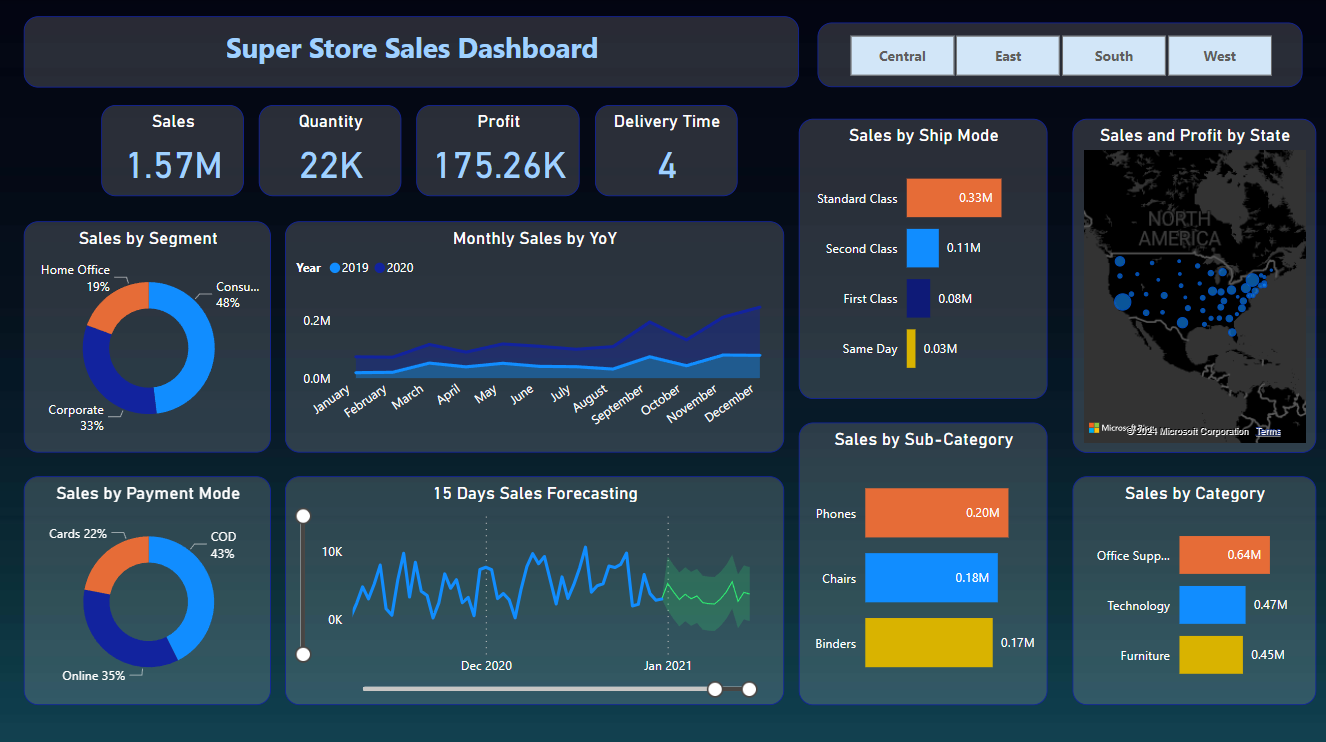 Super Store Sales Dashboard
Central East South West
Sales
1.57M
Quantity
22K
Profit
175.26K
Delivery Time
4
Sales by Segment
Home Office
19%
Consu...
48%
Corporate
33%
Monthly Sales by YoY
Year 2019 2020
0.2M
0.0M
January February March April May June July August September October November December
Sales by Ship Mode
Standard Class 0.33M
Second Class 0.11M
First Class 0.08M
Same Day 0.03M
Sales and Profit by State
NORTH
AMERICA
© 2024 Microsoft Corporation Terms
Sales by Payment Mode
Cards 22%
COD
43%
Online 35%
15 Days Sales Forecasting
10K
0K
Dec 2020 Jan 2021
Sales by Sub-Category
Phones 0.20M
Chairs 0.18M
Binders 0.17M
Sales by Category
Office Supp... 0.64M
Technology 0.47M
Furniture 0.45M